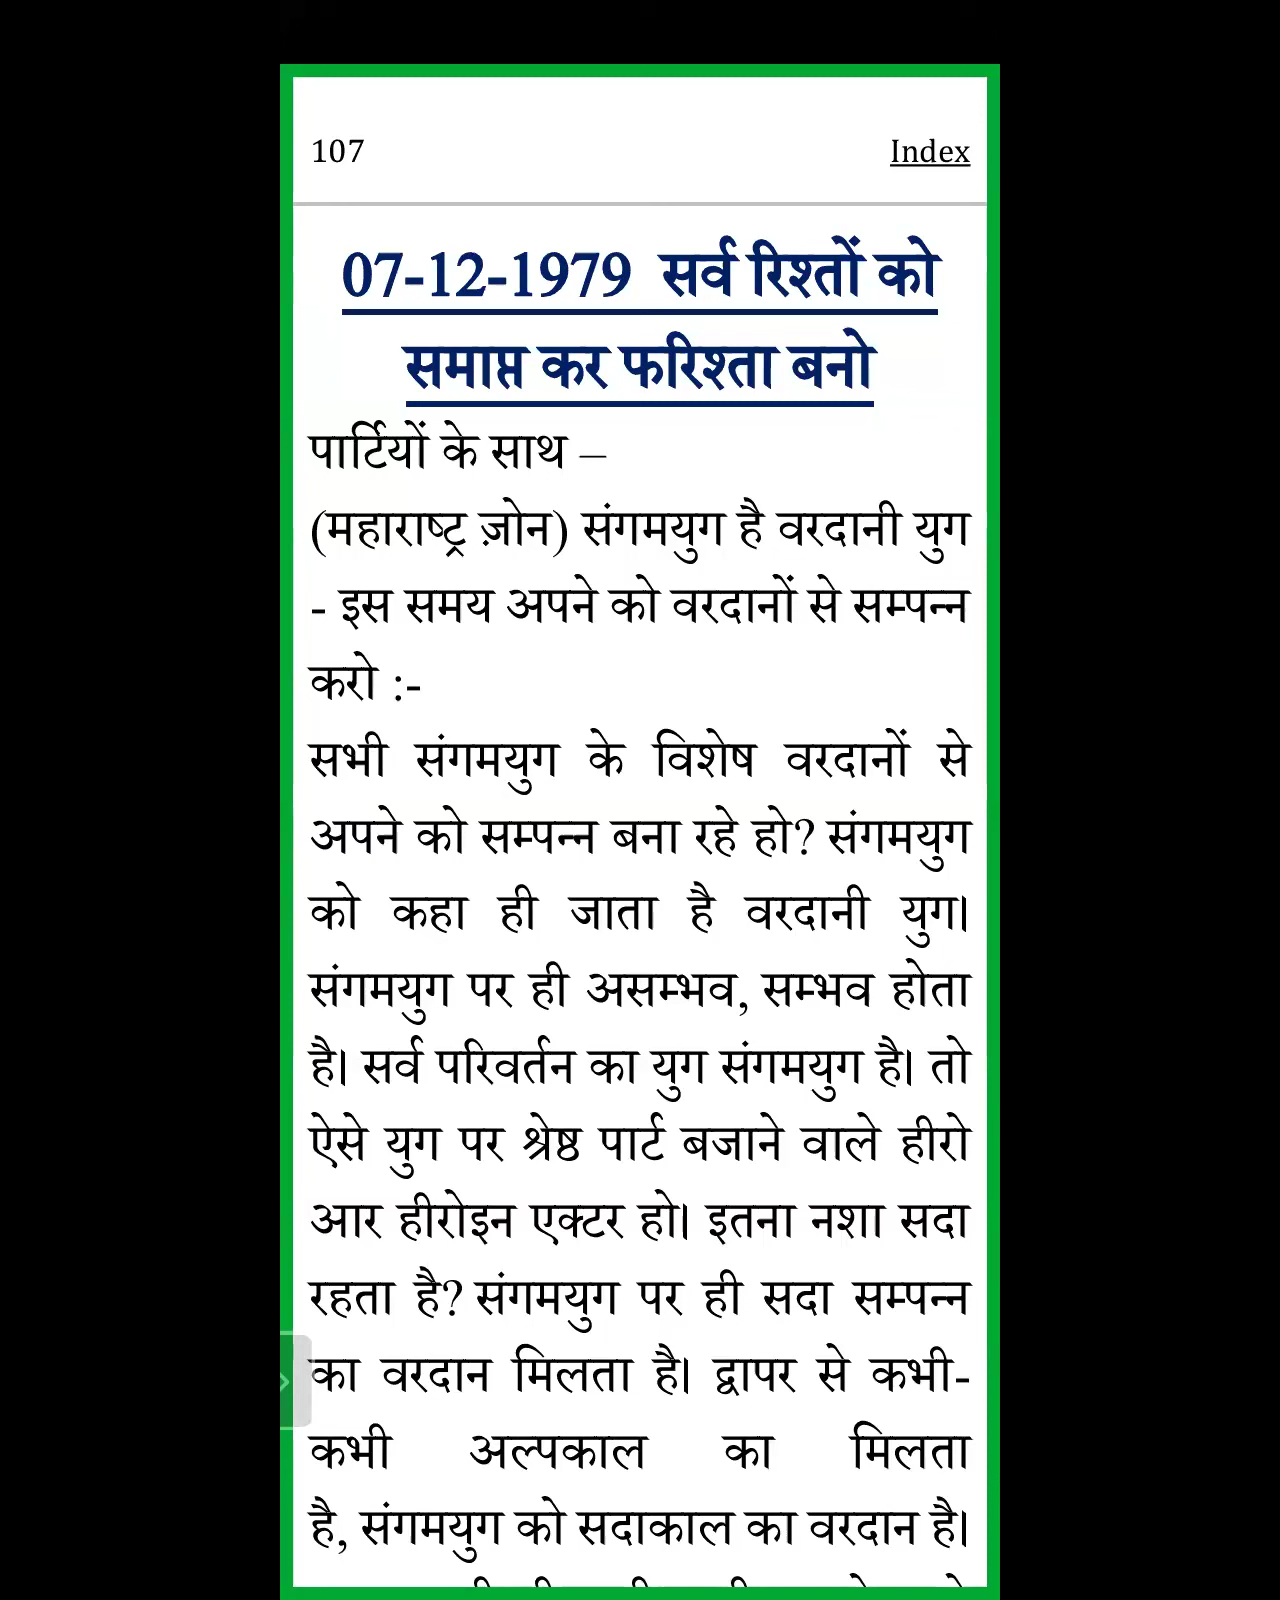 107 Index
07-12-1979 सर्व रिश्तों को
समाप्त कर फरिश्ता बनो
पार्टियों के साथ –
(महाराष्ट्र ज़ोन) संगमयुग है वरदानी युग
- इस समय अपने को वरदानों से सम्पन्न
करो :-
सभी संगमयुग के विशेष वरदानों से
अपने को सम्पन्न बना रहे हो? संगमयुग
को कहा ही जाता है वरदानी युग।
संगमयुग पर ही असम्भव, सम्भव होता
है। सर्व परिवर्तन का युग संगमयुग है। तो
ऐसे युग पर श्रेष्ठ पार्ट बजाने वाले हीरो
आर हीरोइन एक्टर हो। इतना नशा सदा
रहता है? संगमयुग पर ही सदा सम्पन्न
का वरदान मिलता है। द्वापर से कभी-
कभी अल्पकाल का मिलता
है, संगमयुग को सदाकाल का वरदान है।